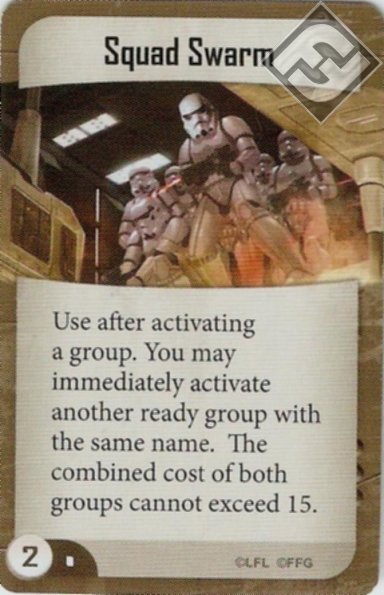 Squad Swarm
Use after activating
a group. You may
immediately activate
another ready group with
the same name. The
combined cost of both
groups cannot exceed 15.
2
©LFL ©FFG